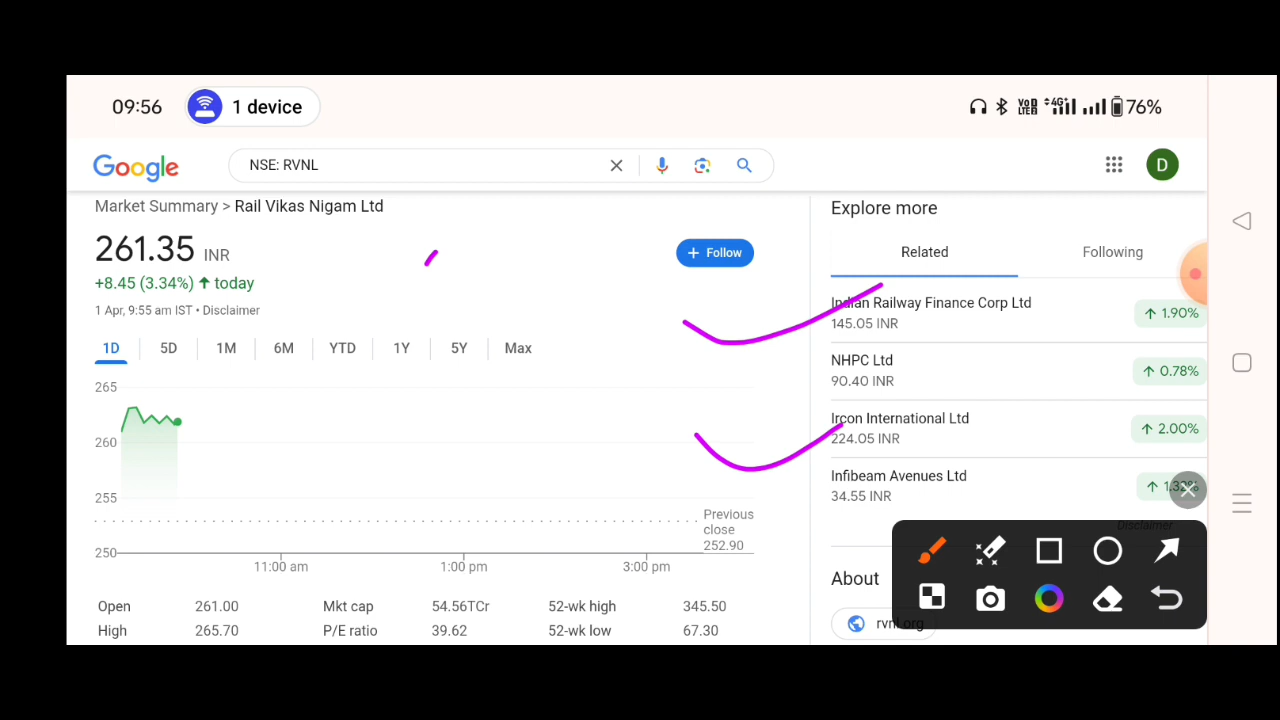 09:56 1 device VoD LTE2 4G 76%
Google NSE: RVNL D
Market Summary > Rail Vikas Nigam Ltd
261.35 INR
+ Follow
+8.45 (3.34%) ↑ today
1 Apr, 9:55 am IST • Disclaimer
1D 5D 1M 6M YTD 1Y 5Y Max
265
260
255
250
Previous
close
252.90
11:00 am 1:00 pm 3:00 pm
Open 261.00 Mkt cap 54.56TCr 52-wk high 345.50
High 265.70 P/E ratio 39.62 52-wk low 67.30
Explore more
Related Following
Indian Railway Finance Corp Ltd
145.05 INR ↑ 1.90%
NHPC Ltd
90.40 INR ↑ 0.78%
Ircon International Ltd
224.05 INR ↑ 2.00%
Infibeam Avenues Ltd
34.55 INR ↑ 1.32%
Disclaimer
About
rvnl.org